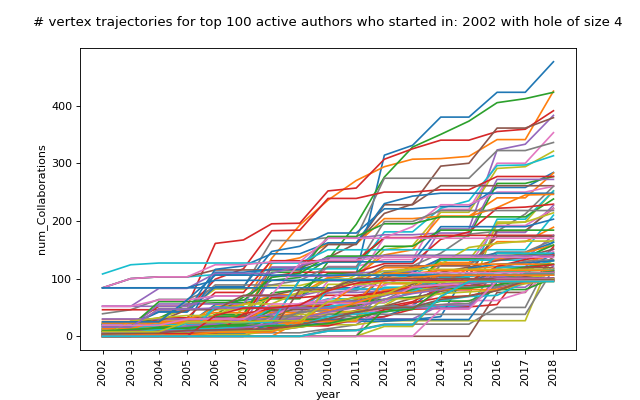 # vertex trajectories for top 100 active authors who started in: 2002 with hole of size 4
num_Collaborations
400
300
200
100
0
2002 2003 2004 2005 2006 2007 2008 2009 2010 2011 2012 2013 2014 2015 2016 2017 2018
year